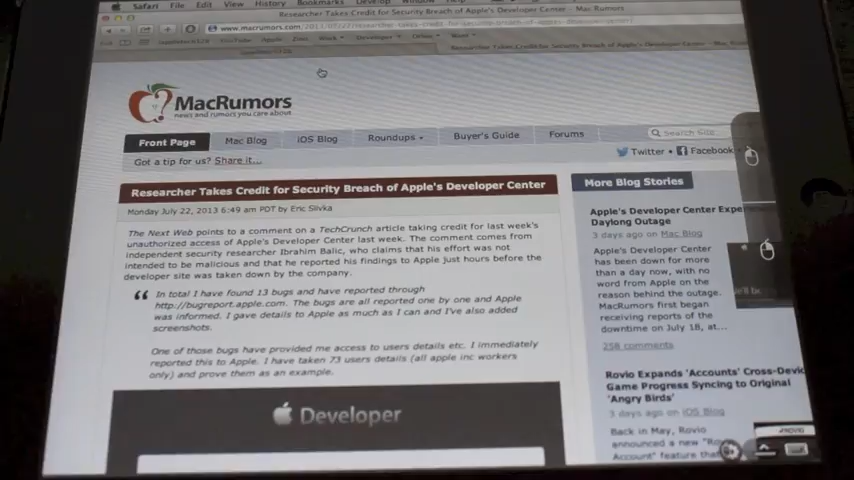 Safari File Edit View History Bookmarks Develop Window Help
Researcher Takes Credit for Security Breach of Apple's Developer Center – Mac Rumors
www.macrumors.com/2013/07/22/researcher-takes-credit-for-security-breach-of-apples-developer-center/
YouTube Apple
Developer
Researcher Takes Credit for Security Breach of Apple's Developer Center – Mac
MacRumors
news and rumors you care about
Front Page Mac Blog iOS Blog Roundups Buyer's Guide Forums
Search Site
Got a tip for us? Share it...
Twitter • Facebook
Researcher Takes Credit for Security Breach of Apple's Developer Center
Monday July 22, 2013 6:49 am PDT by Eric Slivka
The Next Web points to a comment on a TechCrunch article taking credit for last week's
unauthorized access of Apple's Developer Center last week. The comment comes from
independent security researcher Ibrahim Balic, who claims that his effort was not
intended to be malicious and that he reported his findings to Apple just hours before the
developer site was taken down by the company.
“ In total I have found 13 bugs and have reported through
http://bugreport.apple.com. The bugs are all reported one by one and Apple
was informed. I gave details to Apple as much as I can and I've also added
screenshots.
One of those bugs have provided me access to users details etc. I immediately
reported this to Apple. I have taken 73 users details (all apple inc workers
only) and prove them as an example.
Developer
More Blog Stories
Apple's Developer Center Expe
Daylong Outage
3 days ago on Mac Blog
Apple's Developer Center
has been down for more
than a day now, with no
word from Apple on the
reason behind the outage.
MacRumors first began
receiving reports of the
downtime on July 18, at...
258 comments
Rovio Expands 'Accounts' Cross-Devic
Game Progress Syncing to Original
'Angry Birds'
3 days ago on iOS Blog
Back in May, Rovio
announced a new "Rov
Account" feature that